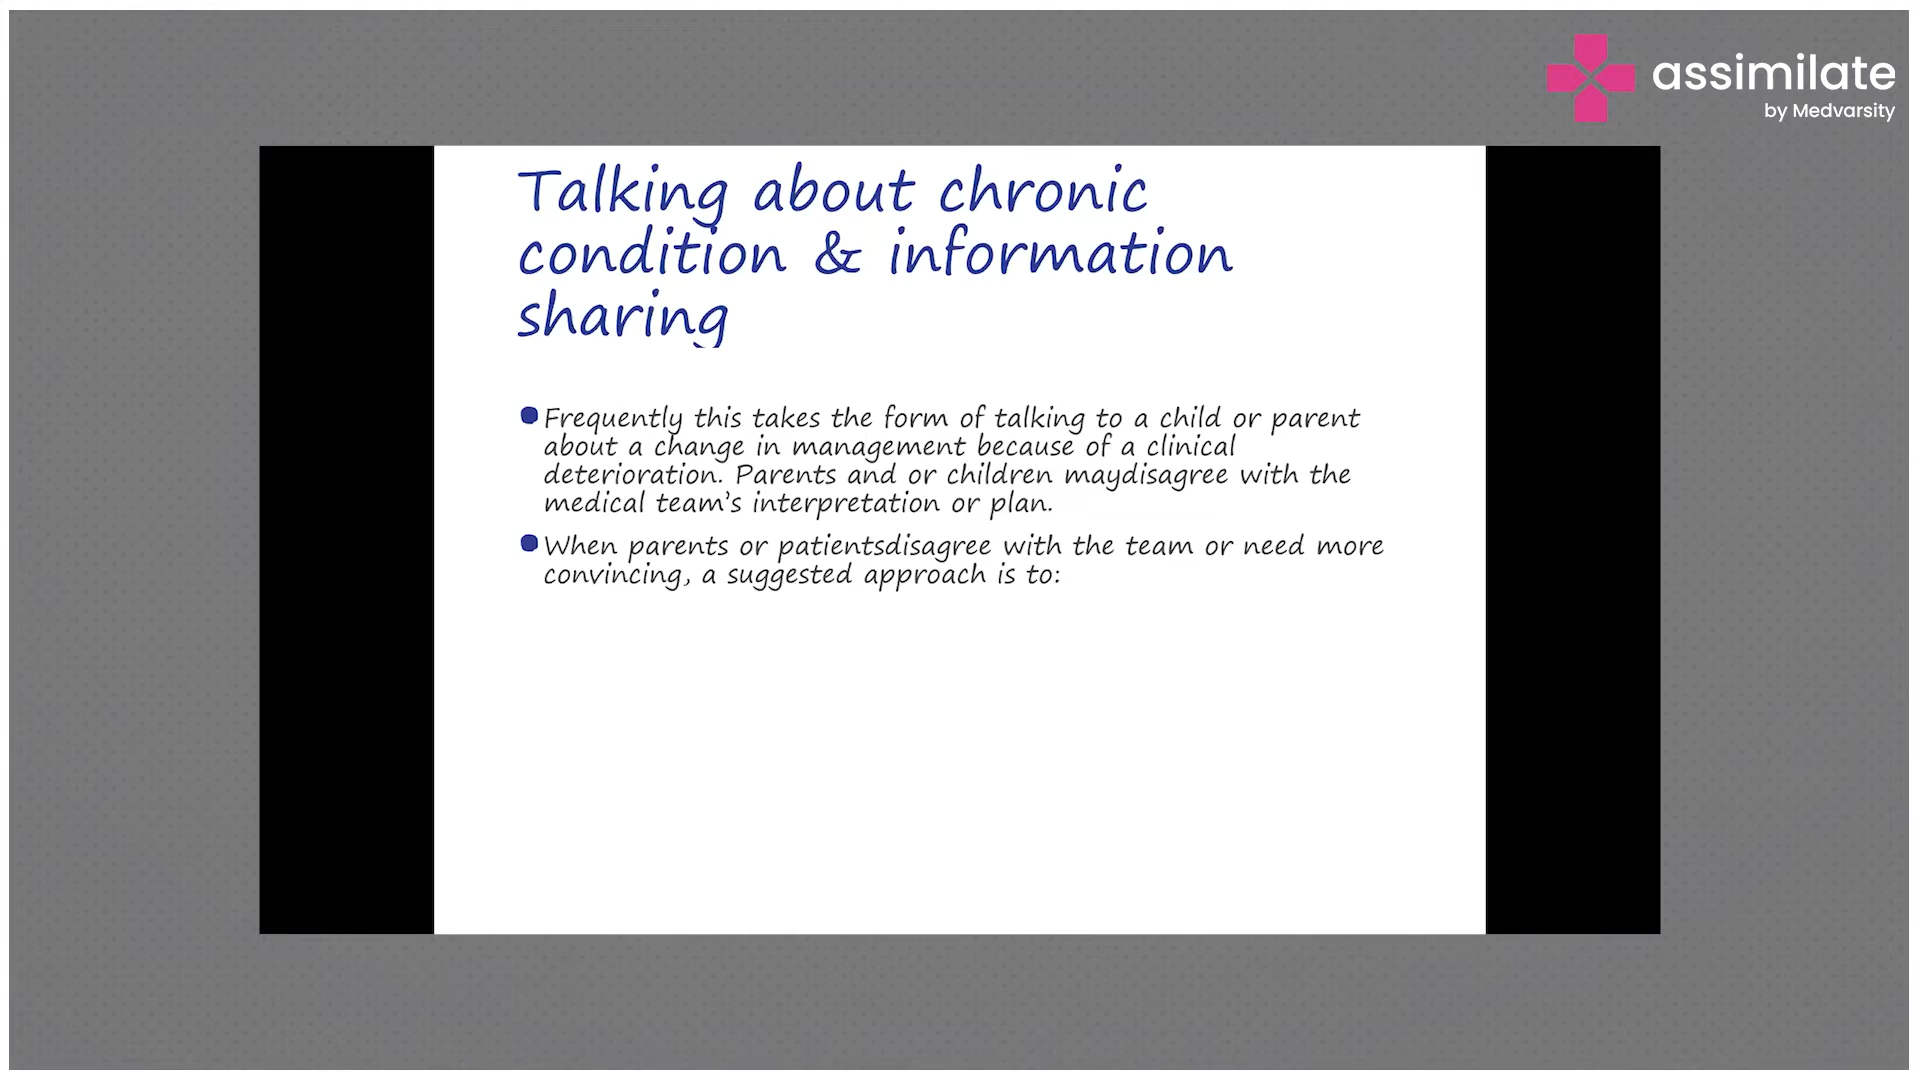 assimilate
by Medvarsity
Talking about chronic
condition & information
sharing
Frequently this takes the form of talking to a child or parent
about a change in management because of a clinical
deterioration. Parents and or children maydisagree with the
medical team's interpretation or plan.
When parents or patientsdisagree with the team or need more
convincing, a suggested approach is to: